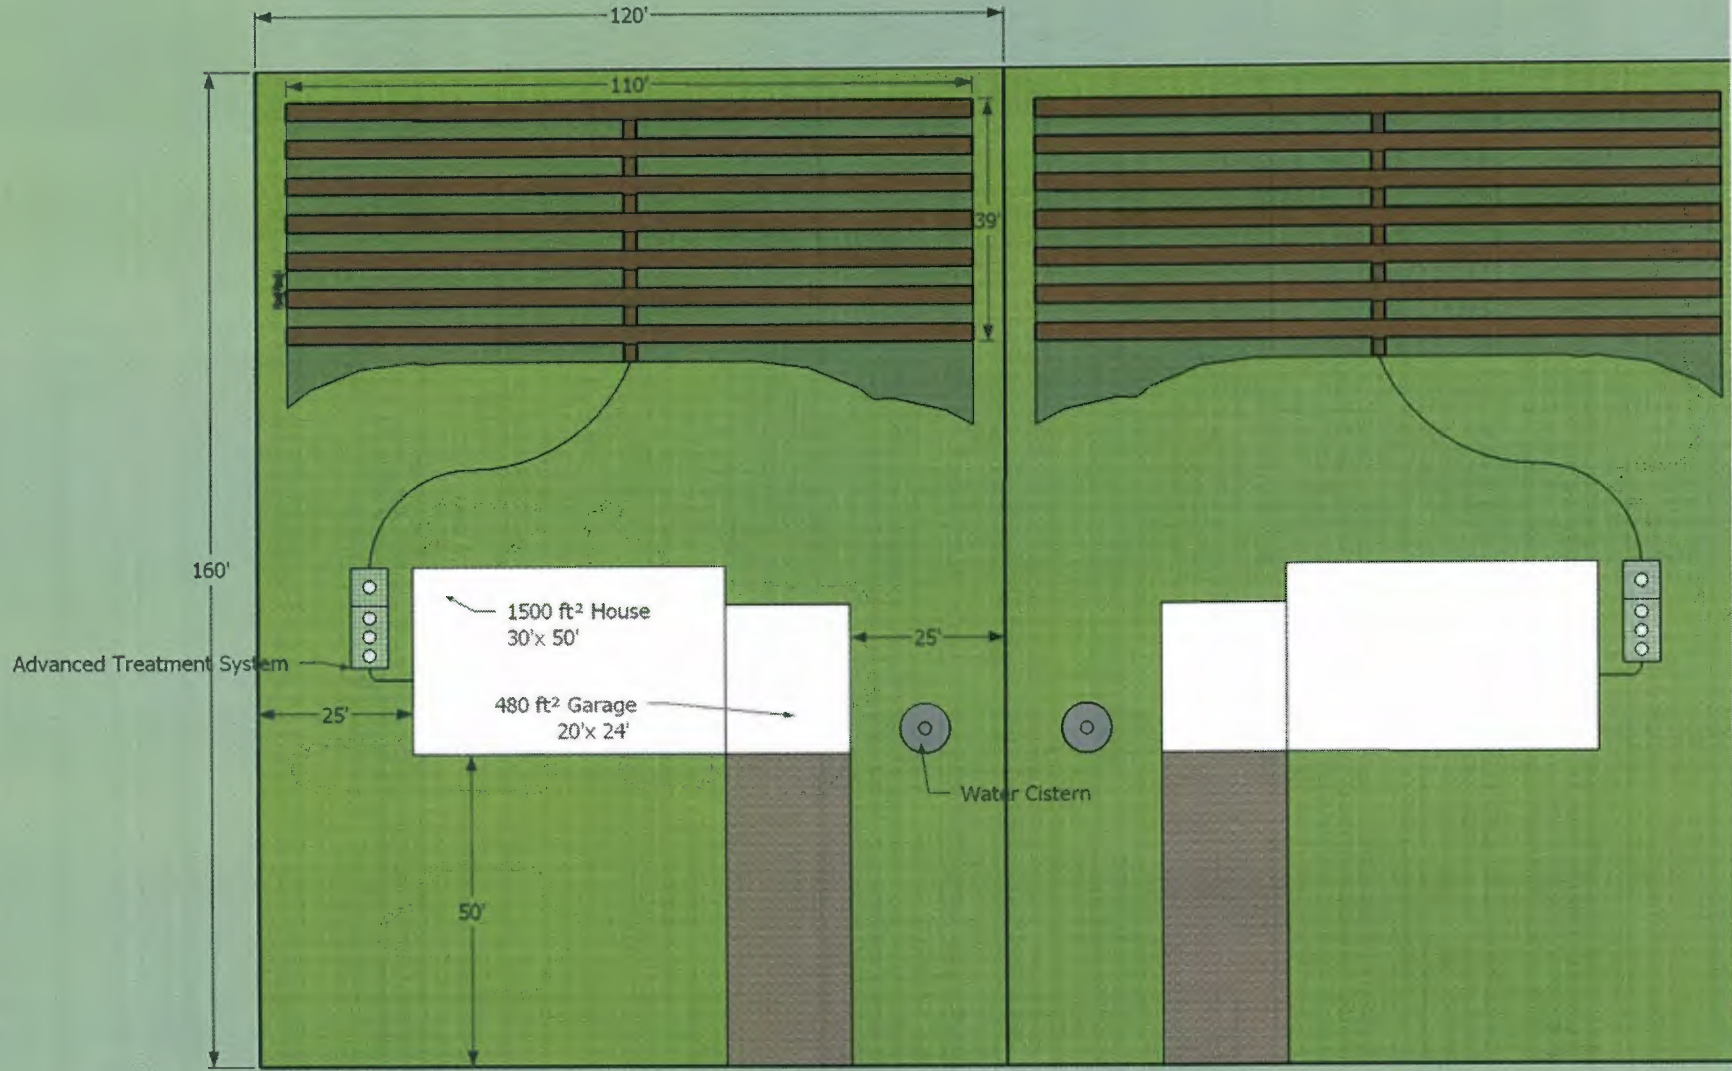 120'
110'
39'
160'
1500 ft² House
30'x 50'
25'
Advanced Treatment System
480 ft² Garage
20'x 24'
25'
Water Cistern
50'